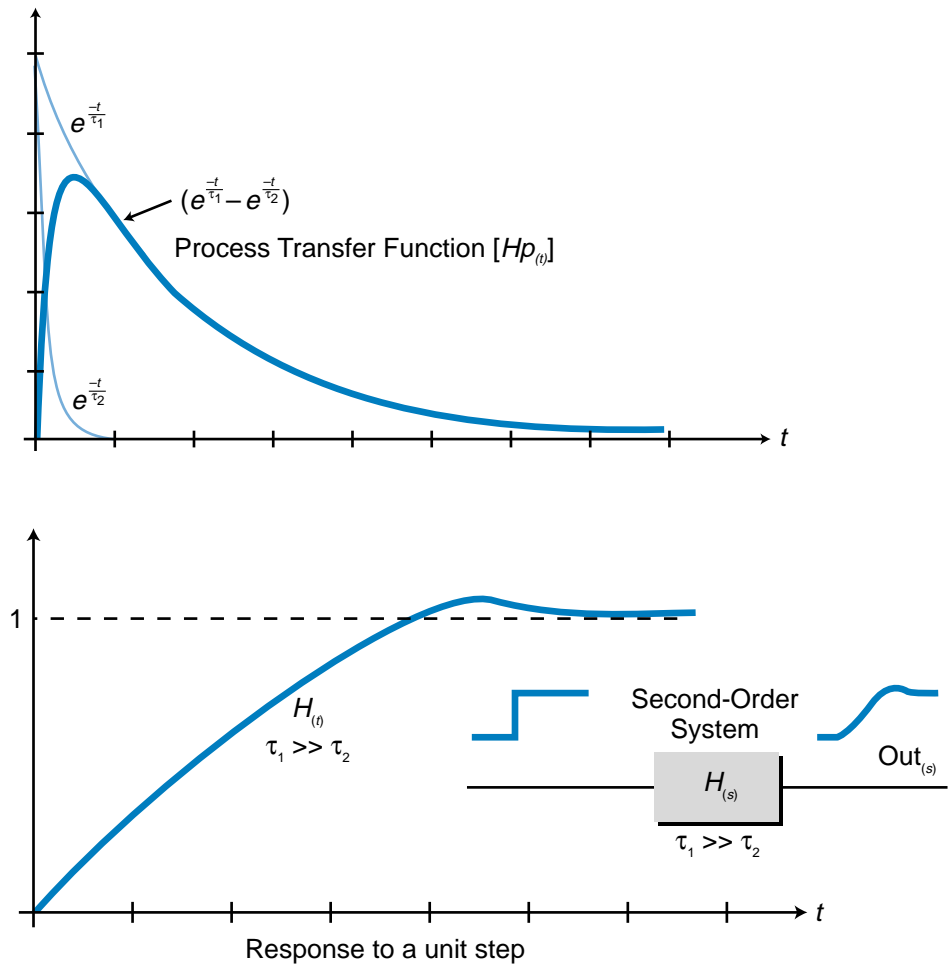 e^{-t/τ₁}
(e^{-t/τ₁} – e^{-t/τ₂})
Process Transfer Function [Hp₍t₎]
e^{-t/τ₂}
t
1
H₍t₎
τ₁ >> τ₂
Second-Order
System
Out₍s₎
H₍s₎
τ₁ >> τ₂
t
Response to a unit step